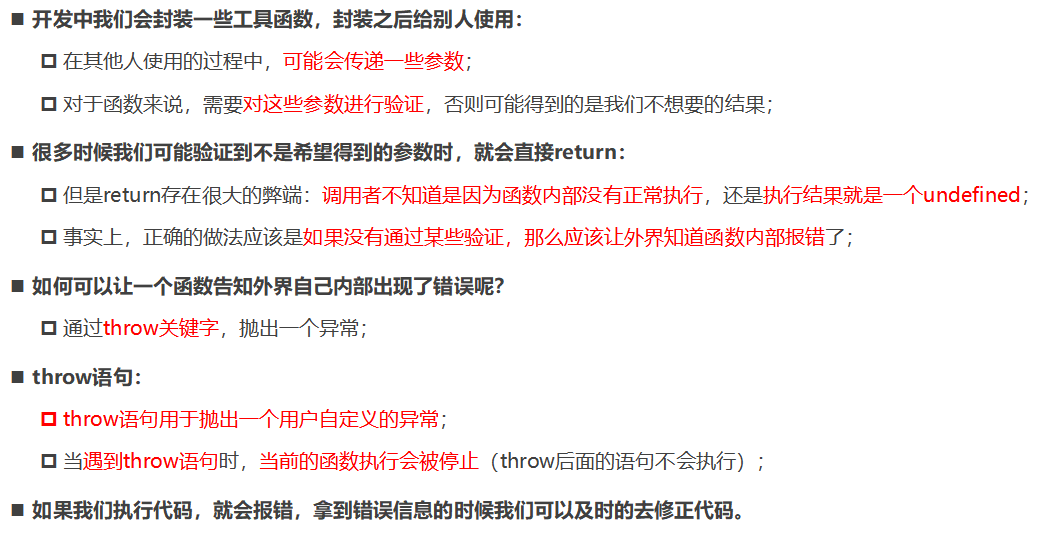 ■ 开发中我们会封装一些工具函数，封装之后给别人使用：
在其他人使用的过程中，可能会传递一些参数；
对于函数来说，需要对这些参数进行验证，否则可能得到的是我们不想要的结果；
■ 很多时候我们可能验证到不是希望得到的参数时，就会直接return：
但是return存在很大的弊端：调用者不知道是因为函数内部没有正常执行，还是执行结果就是一个undefined；
事实上，正确的做法应该是如果没有通过某些验证，那么应该让外界知道函数内部报错了；
■ 如何可以让一个函数告知外界自己内部出现了错误呢？
通过throw关键字，抛出一个异常；
■ throw语句：
throw语句用于抛出一个用户自定义的异常；
当遇到throw语句时，当前的函数执行会被停止（throw后面的语句不会执行）；
■ 如果我们执行代码，就会报错，拿到错误信息的时候我们可以及时的去修正代码。